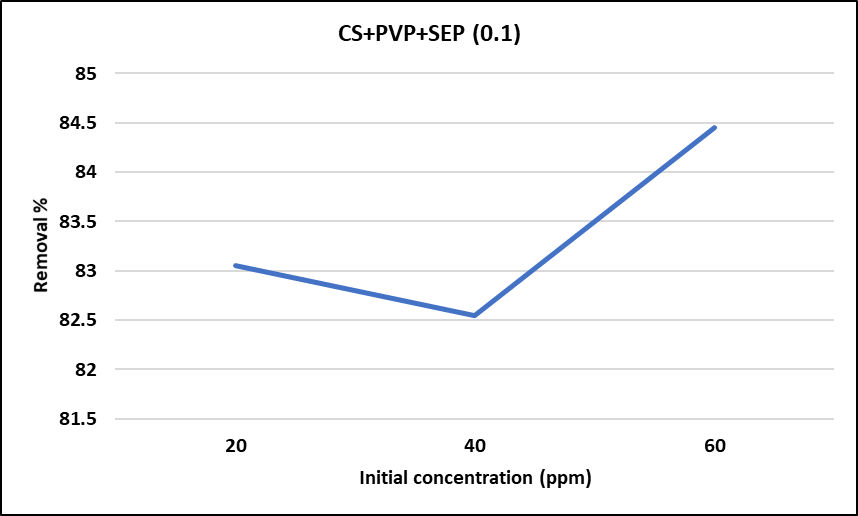 CS+PVP+SEP (0.1)
85
84.5
84
83.5
83
82.5
82
81.5
Removal %
20 40 60
Initial concentration (ppm)